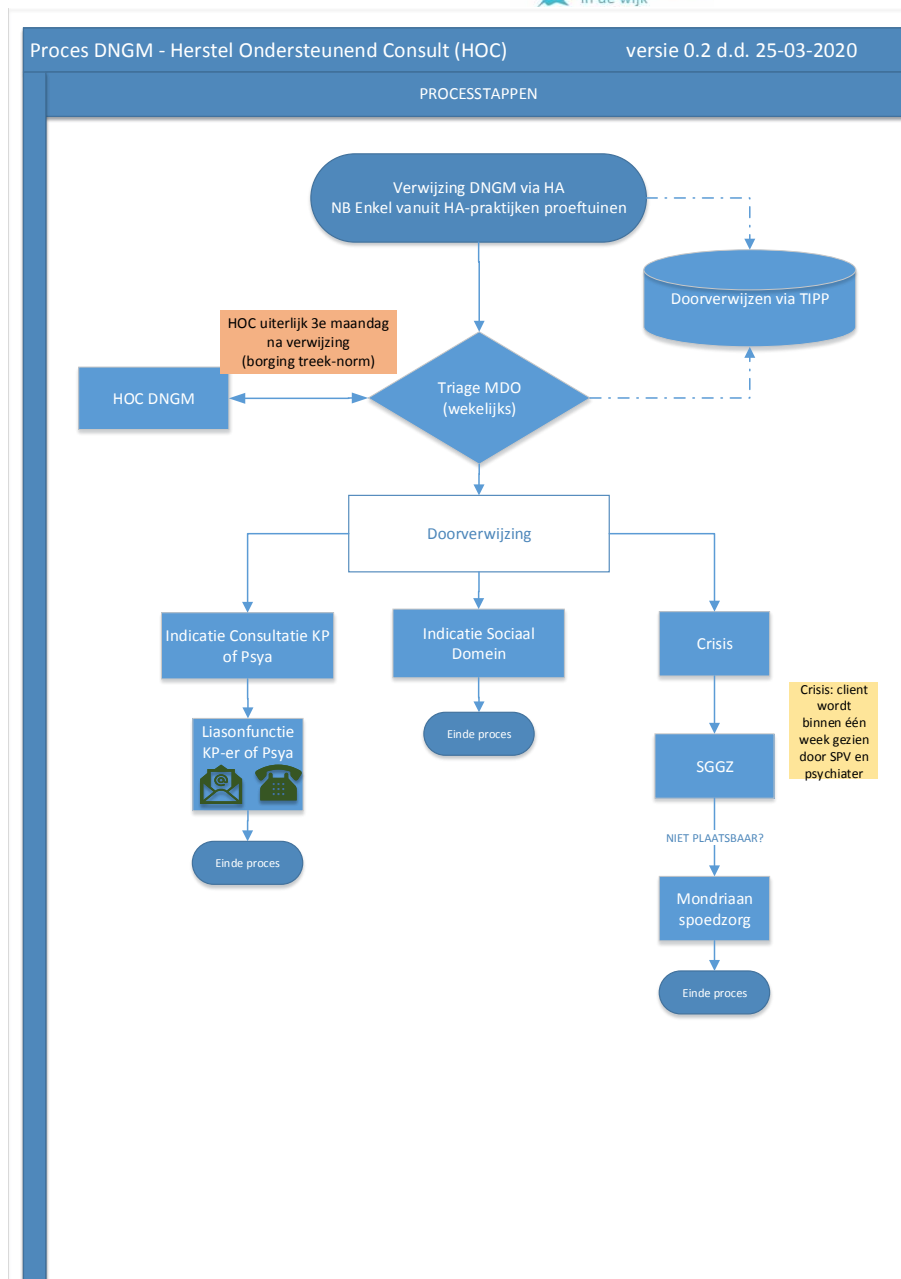 in de wijk
Proces DNGM - Herstel Ondersteunend Consult (HOC) versie 0.2 d.d. 25-03-2020
PROCESSTAPPEN
Verwijzing DNGM via HA
NB Enkel vanuit HA-praktijken proeftuinen
Doorverwijzen via TIPP
HOC uiterlijk 3e maandag
na verwijzing
(borging treek-norm)
HOC DNGM
Triage MDO
(wekelijks)
Doorverwijzing
Indicatie Consultatie KP
of Psya
Indicatie Sociaal
Domein
Crisis
Crisis: client
wordt
binnen één
week gezien
door SPV en
psychiater
Liasonfunctie
KP-er of Psya
@
Einde proces
SGGZ
NIET PLAATSBAAR?
Einde proces
Mondriaan
spoedzorg
Einde proces